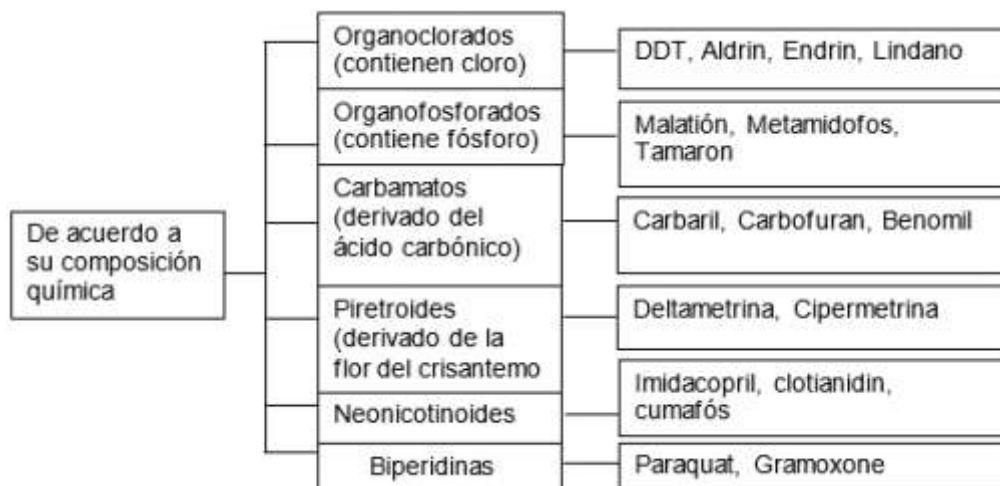 De acuerdo a
su composición
química
Organoclorados
(contienen cloro)
DDT, Aldrin, Endrin, Lindano
Organofosforados
(contiene fósforo)
Malatión, Metamidofos,
Tamaron
Carbamatos
(derivado del
ácido carbónico)
Carbaril, Carbofuran, Benomil
Piretroides
(derivado de la
flor del crisantemo
Deltametrina, Cipermetrina
Neonicotinoides
Imidacopril, clotianidin,
cumafós
Biperidinas
Paraquat, Gramoxone